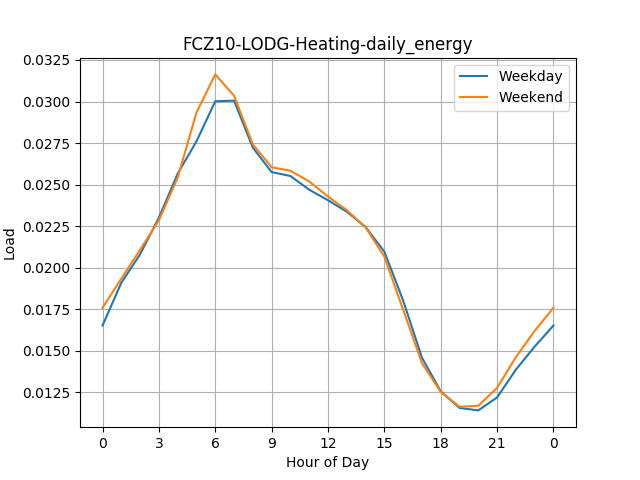 FCZ10-LODG-Heating-daily_energy
Weekday
Weekend
0.0325
0.0300
0.0275
0.0250
0.0225
0.0200
0.0175
0.0150
0.0125
Load
0 3 6 9 12 15 18 21 0
Hour of Day